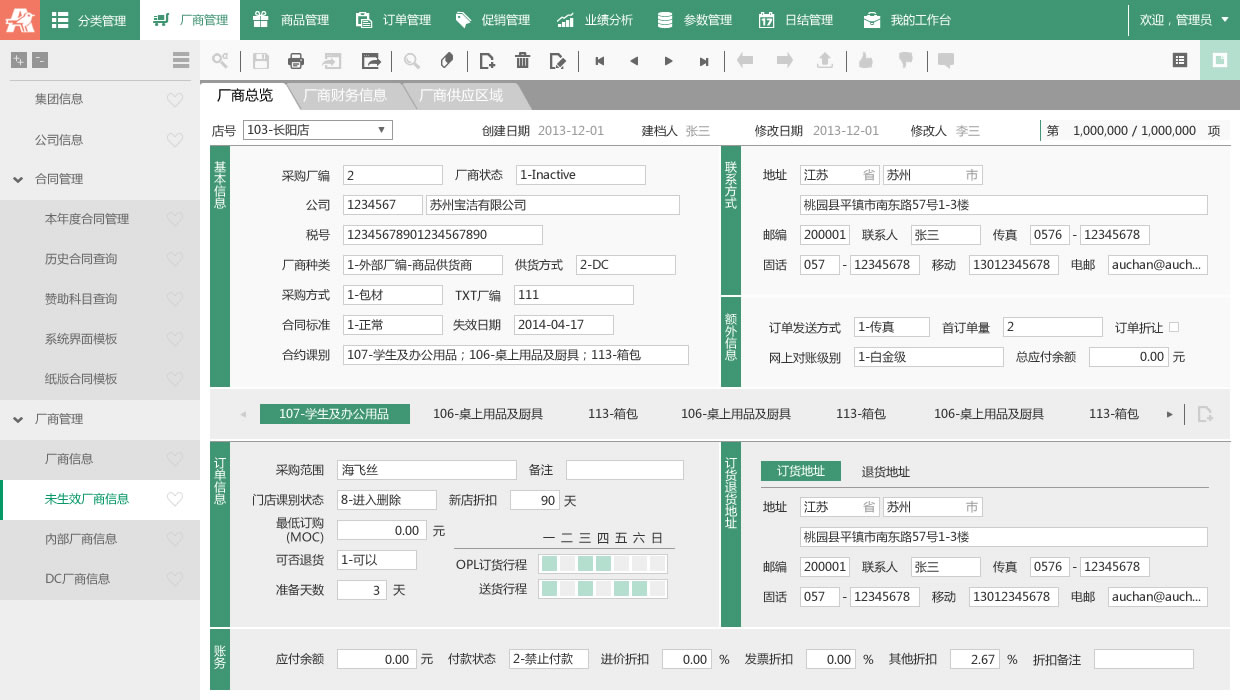 分类管理 厂商管理 商品管理 订单管理 促销管理 业绩分析 参数管理 日结管理 我的工作台 欢迎，管理员
集团信息
公司信息
合同管理
本年度合同管理
历史合同查询
赞助科目查询
系统界面模板
纸版合同模板
厂商管理
厂商信息
未生效厂商信息
内部厂商信息
DC厂商信息
厂商总览 厂商财务信息 厂商供应区域
店号 103-长阳店 创建日期 2013-12-01 建档人 张三 修改日期 2013-12-01 修改人 李三 第 1,000,000 / 1,000,000 项
基本信息
采购厂编 2 厂商状态 1-Inactive
公司 1234567 苏州宝洁有限公司
税号 12345678901234567890
厂商种类 1-外部厂编-商品供货商 供货方式 2-DC
采购方式 1-包材 TXT厂编 111
合同标准 1-正常 失效日期 2014-04-17
合约课别 107-学生及办公用品；106-桌上用品及厨具；113-箱包
联系方式
地址 江苏 省 苏州 市
桃园县平镇市南东路57号1-3楼
邮编 200001 联系人 张三 传真 0576 - 12345678
固话 057 - 12345678 移动 13012345678 电邮 auchan@auch...
额外信息
订单发送方式 1-传真 首订单量 2 订单折让
网上对账级别 1-白金级 总应付余额 0.00 元
107-学生及办公用品 106-桌上用品及厨具 113-箱包 106-桌上用品及厨具 113-箱包 106-桌上用品及厨具 113-箱包
订单信息
采购范围 海飞丝 备注
门店课别状态 8-进入删除 新店折扣 90 天
最低订购 (MOC) 0.00 元
一 二 三 四 五 六 日
可否退货 1-可以 OPL订货行程
准备天数 3 天 送货行程
订货退货地址
订货地址 退货地址
地址 江苏 省 苏州 市
桃园县平镇市南东路57号1-3楼
邮编 200001 联系人 张三 传真 0576 - 12345678
固话 057 - 12345678 移动 13012345678 电邮 auchan@auch...
账务
应付余额 0.00 元 付款状态 2-禁止付款 进价折扣 0.00 % 发票折扣 0.00 % 其他折扣 2.67 % 折扣备注